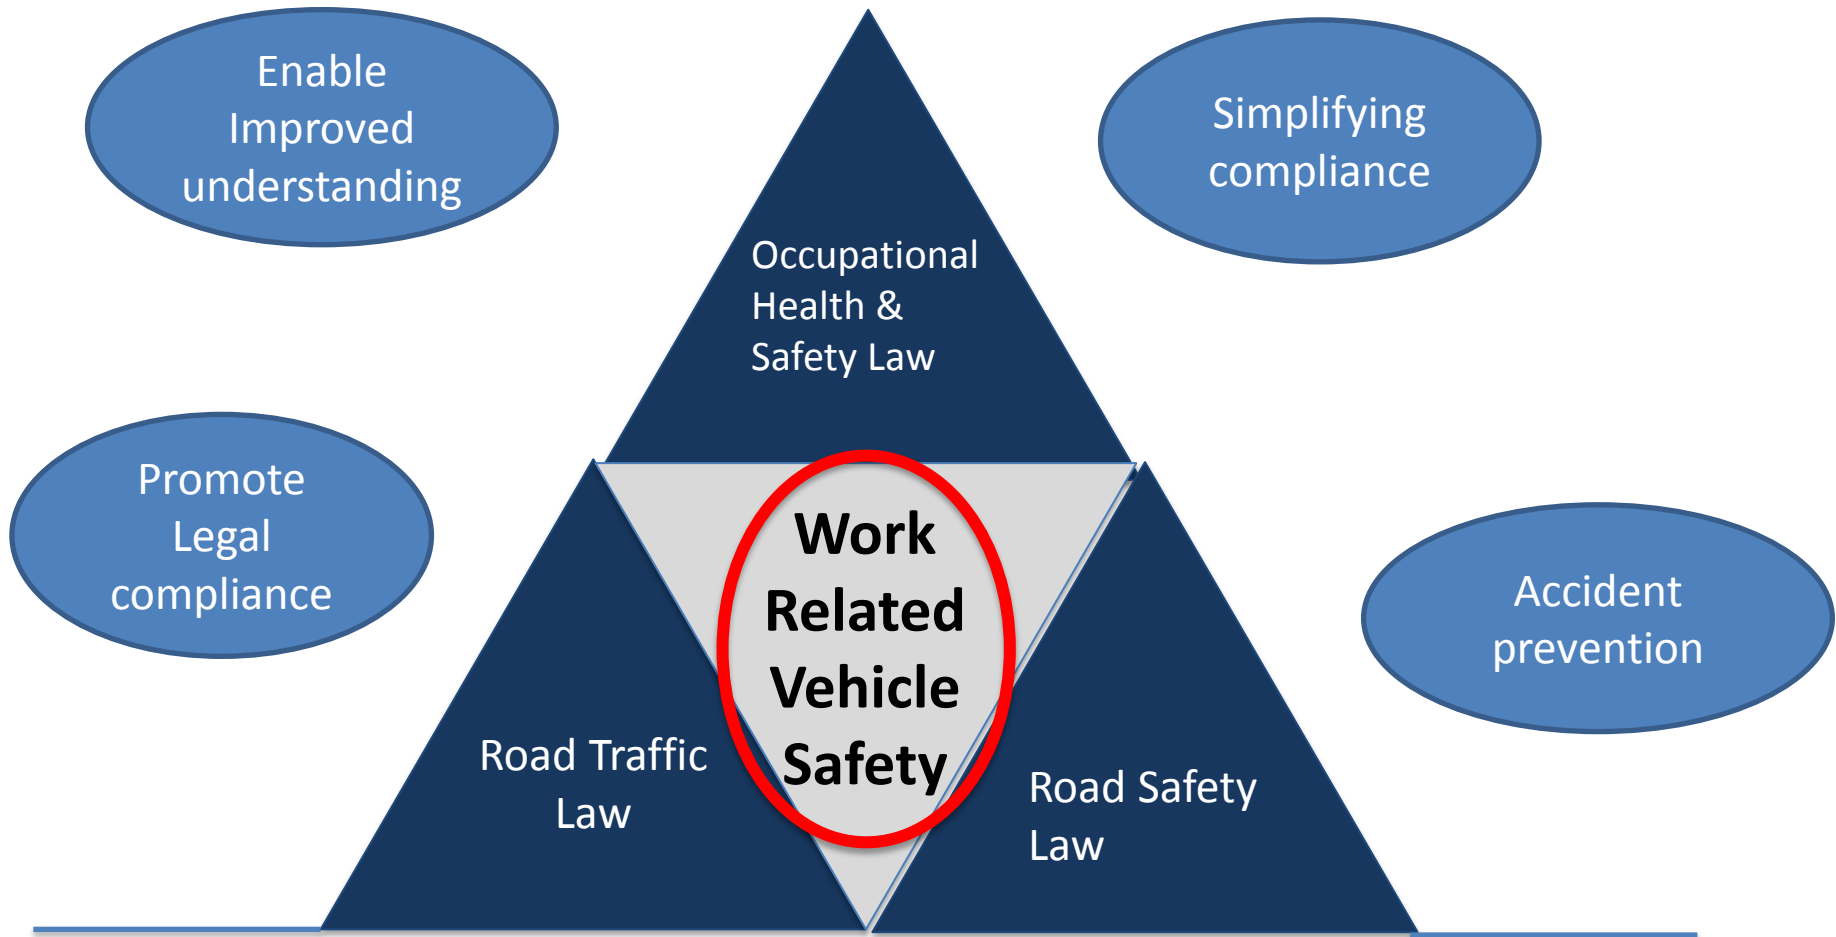 Enable
Improved
understanding
Simplifying
compliance
Occupational
Health &
Safety Law
Promote
Legal
compliance
Work
Related
Vehicle
Safety
Accident
prevention
Road Traffic
Law
Road Safety
Law